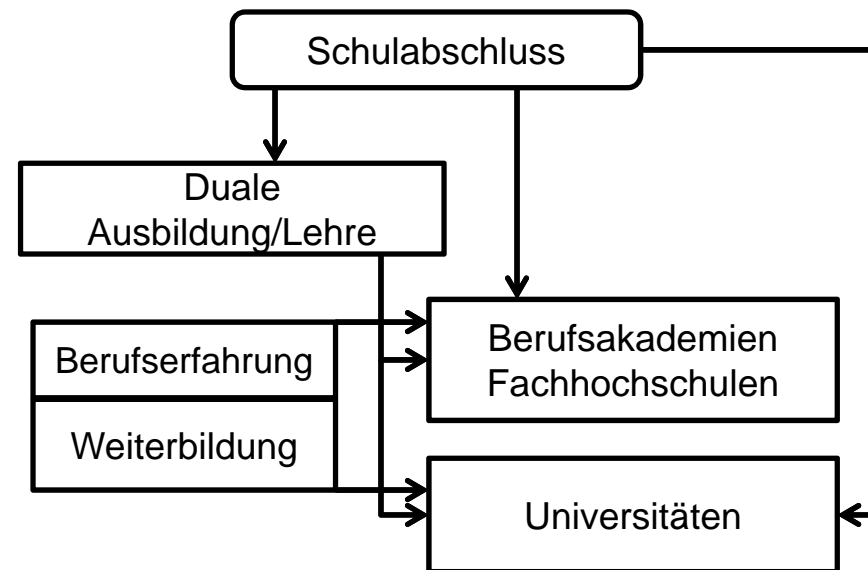 Schulabschluss
Duale
Ausbildung/Lehre
Berufserfahrung
Weiterbildung
Berufsakademien
Fachhochschulen
Universitäten